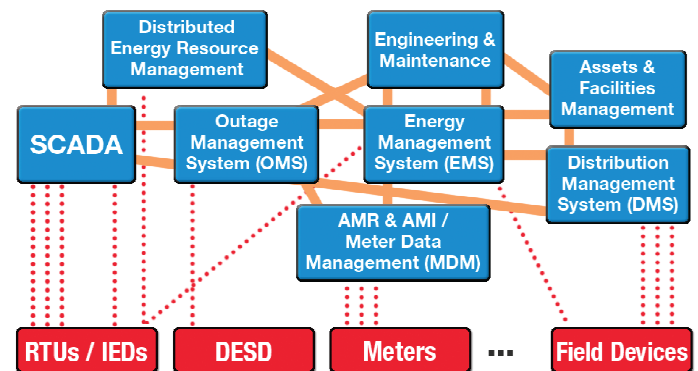 Distributed
Energy Resource
Management
Engineering &
Maintenance
Assets &
Facilities
Management
SCADA
Outage
Management
System (OMS)
Energy
Management
System (EMS)
Distribution
Management
System (DMS)
AMR & AMI /
Meter Data
Management (MDM)
RTUs / IEDs
DESD
Meters
...
Field Devices